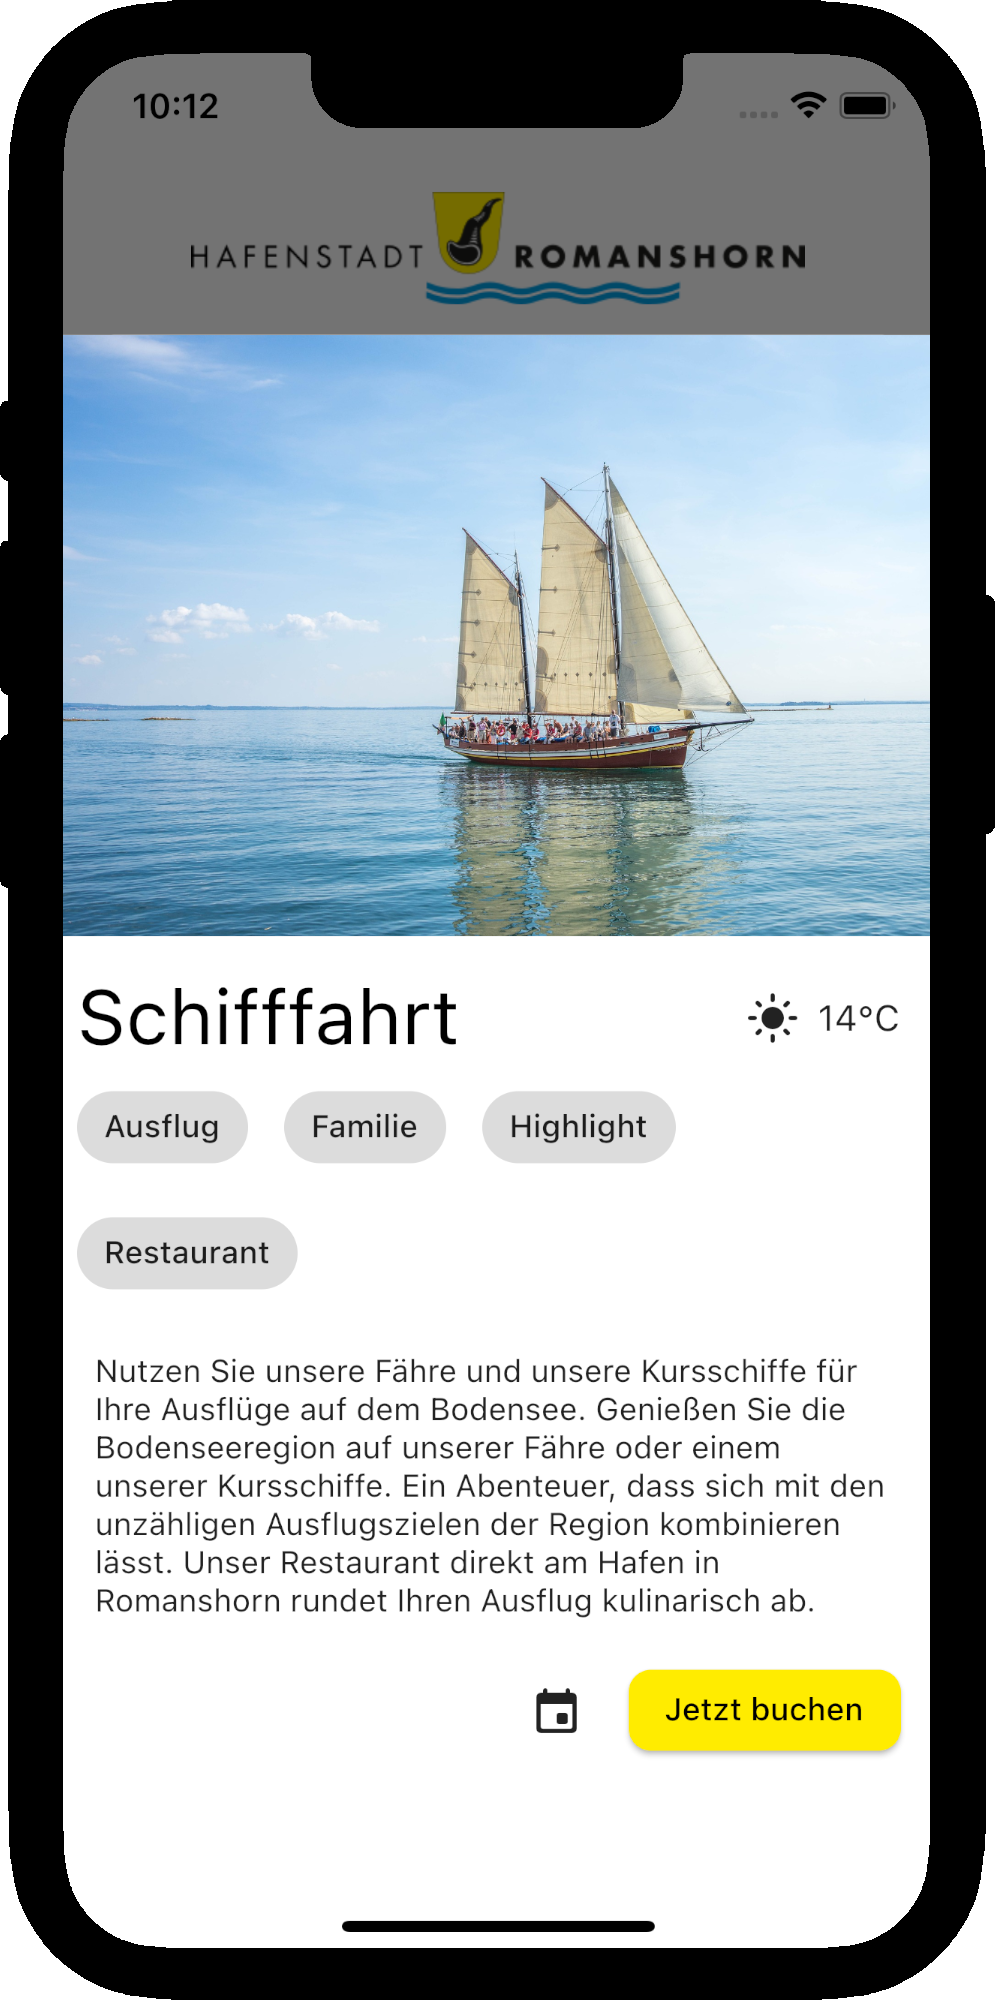 10:12
HAFENSTADT ROMANSHORN
Schifffahrt 14°C
Ausflug Familie Highlight
Restaurant
Nutzen Sie unsere Fähre und unsere Kursschiffe für
Ihre Ausflüge auf dem Bodensee. Genießen Sie die
Bodenseeregion auf unserer Fähre oder einem
unserer Kursschiffe. Ein Abenteuer, dass sich mit den
unzähligen Ausflugszielen der Region kombinieren
lässt. Unser Restaurant direkt am Hafen in
Romanshorn rundet Ihren Ausflug kulinarisch ab.
Jetzt buchen